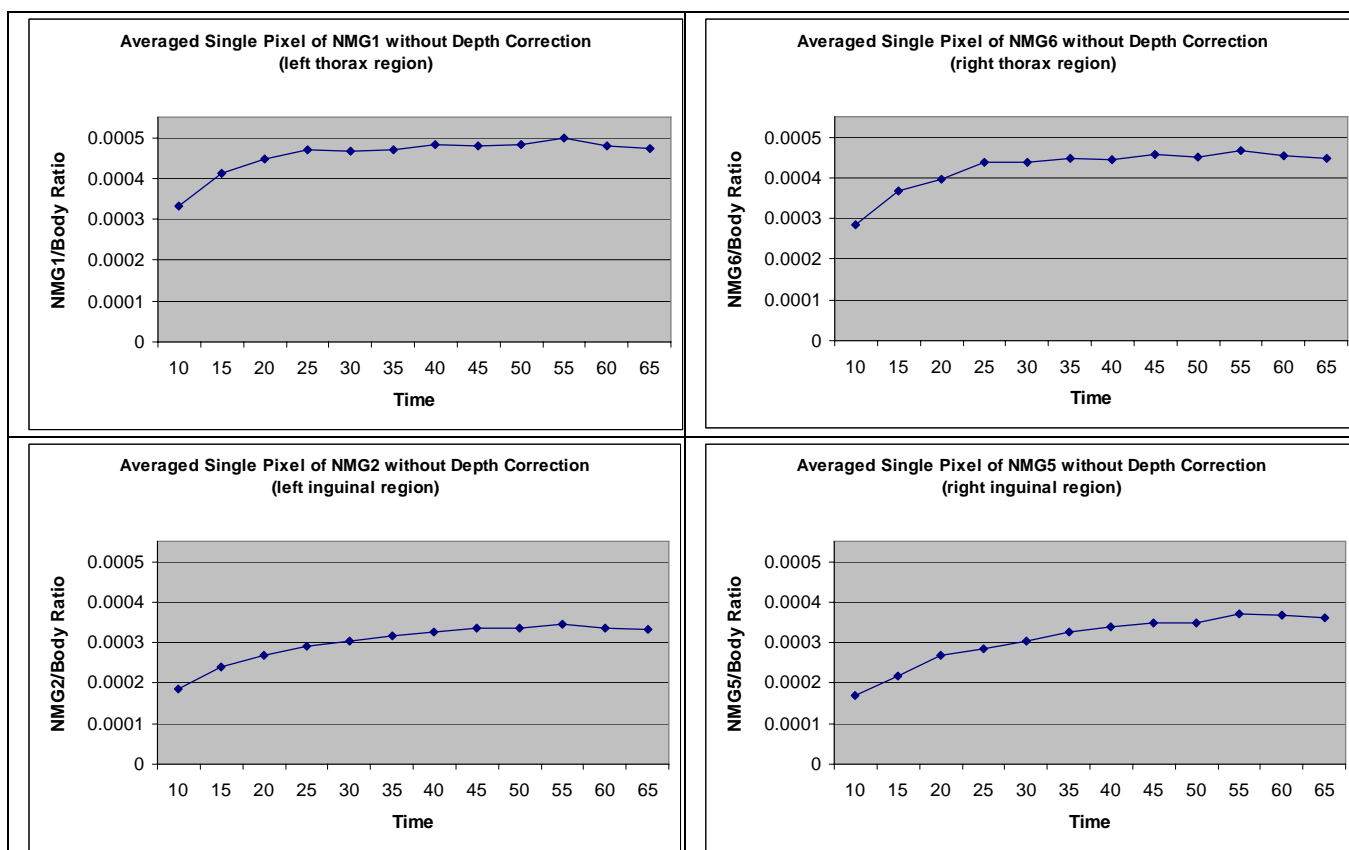 Averaged Single Pixel of NMG1 without Depth Correction
(left thorax region)
NMG1/Body Ratio
0.0005
0.0004
0.0003
0.0002
0.0001
0
10 15 20 25 30 35 40 45 50 55 60 65
Time
Averaged Single Pixel of NMG6 without Depth Correction
(right thorax region)
NMG6/Body Ratio
0.0005
0.0004
0.0003
0.0002
0.0001
0
10 15 20 25 30 35 40 45 50 55 60 65
Time
Averaged Single Pixel of NMG2 without Depth Correction
(left inguinal region)
NMG2/Body Ratio
0.0005
0.0004
0.0003
0.0002
0.0001
0
10 15 20 25 30 35 40 45 50 55 60 65
Time
Averaged Single Pixel of NMG5 without Depth Correction
(right inguinal region)
NMG5/Body Ratio
0.0005
0.0004
0.0003
0.0002
0.0001
0
10 15 20 25 30 35 40 45 50 55 60 65
Time